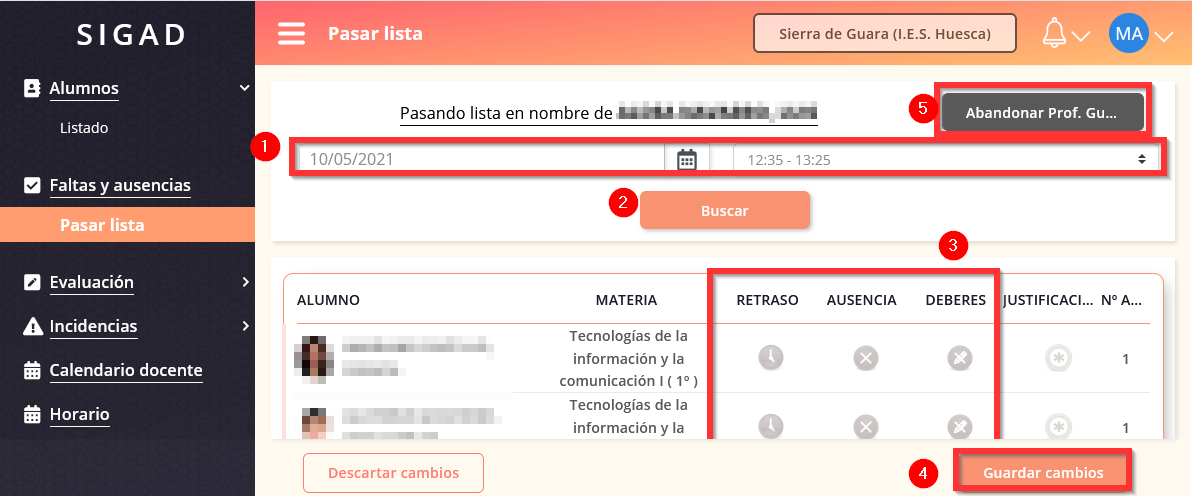 SIGAD
Pasar lista
Sierra de Guara (I.E.S. Huesca)
MA
Alumnos
Listado
Faltas y ausencias
Pasar lista
Evaluación
Incidencias
Calendario docente
Horario
Pasando lista en nombre de
5
Abandonar Prof. Gu...
1
10/05/2021
12:35 - 13:25
2
Buscar
3
ALUMNO MATERIA RETRASO AUSENCIA DEBERES JUSTIFICACI... Nº A...
Tecnologías de la
información y la
comunicación I ( 1º )
1
Tecnologías de la
información y la
1
Descartar cambios
4
Guardar cambios